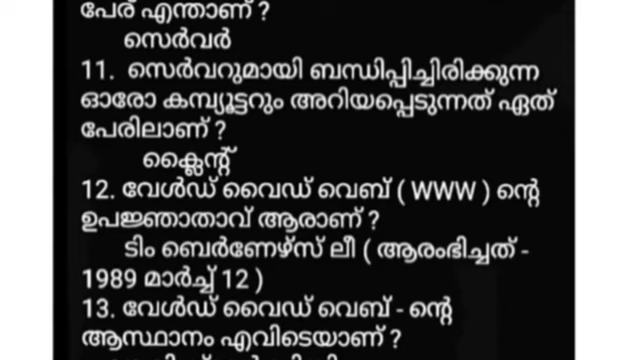 പേര് എന്താണ് ?
സെർവർ
11. സെർവറുമായി ബന്ധിപ്പിച്ചിരിക്കുന്ന
ഓരോ കമ്പ്യൂട്ടറും അറിയപ്പെടുന്നത് ഏത്
പേരിലാണ് ?
ക്ലൈന്റ്
12. വേൾഡ് വൈഡ് വെബ് ( WWW ) ന്റെ
ഉപജ്ഞാതാവ് ആരാണ് ?
ടിം ബെർണേഴ്സ് ലീ ( ആരംഭിച്ചത് -
1989 മാർച്ച് 12 )
13. വേൾഡ് വൈഡ് വെബ് - ന്റെ
ആസ്ഥാനം എവിടെയാണ് ?